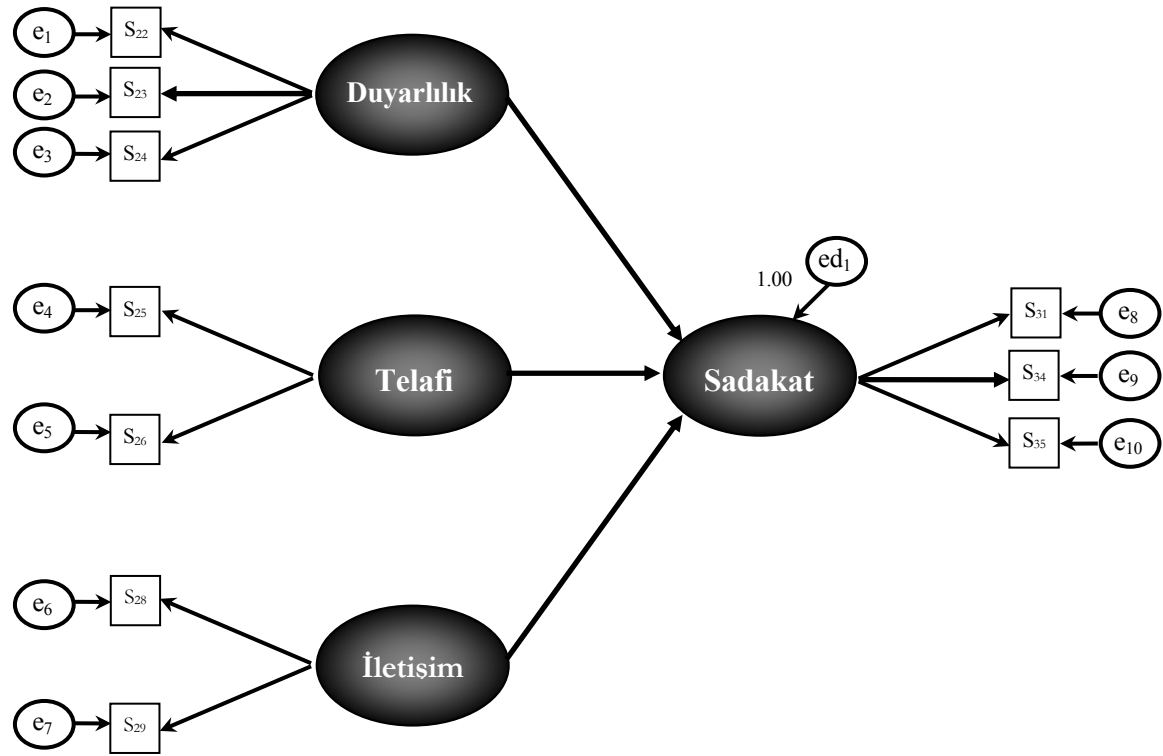 e1
S22
e2
S23
Duyarlılık
e3
S24
ed1
1.00
e4
S25
S31
e8
Telafi
Sadakat
S34
e9
e5
S26
S35
e10
e6
S28
İletişim
e7
S29